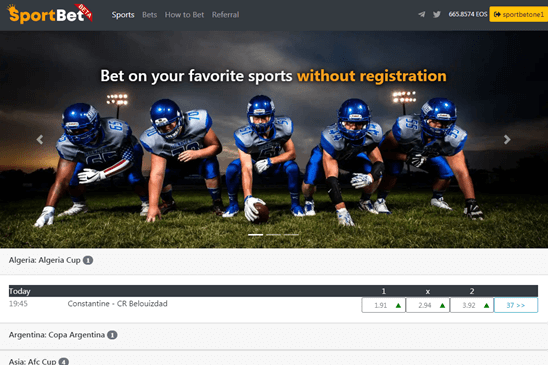 SportBet BETA
Sports Bets How to Bet Referral 665.8574 EOS sportbetone1
Bet on your favorite sports without registration
Algeria: Algeria Cup 1
Today 1 x 2
19:45 Constantine - CR Belouizdad 1.91 2.94 3.92 37 >>
Argentina: Copa Argentina 1
Asia: Afc Cup 4